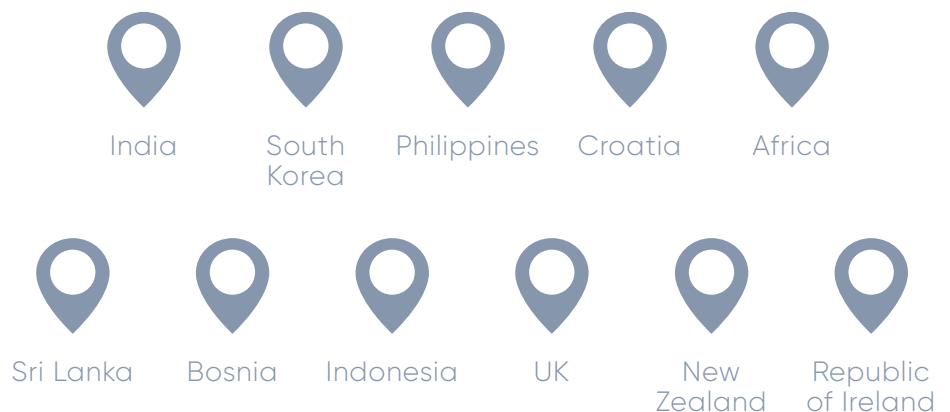 India
South
Korea
Philippines
Croatia
Africa
Sri Lanka
Bosnia
Indonesia
UK
New
Zealand
Republic
of Ireland